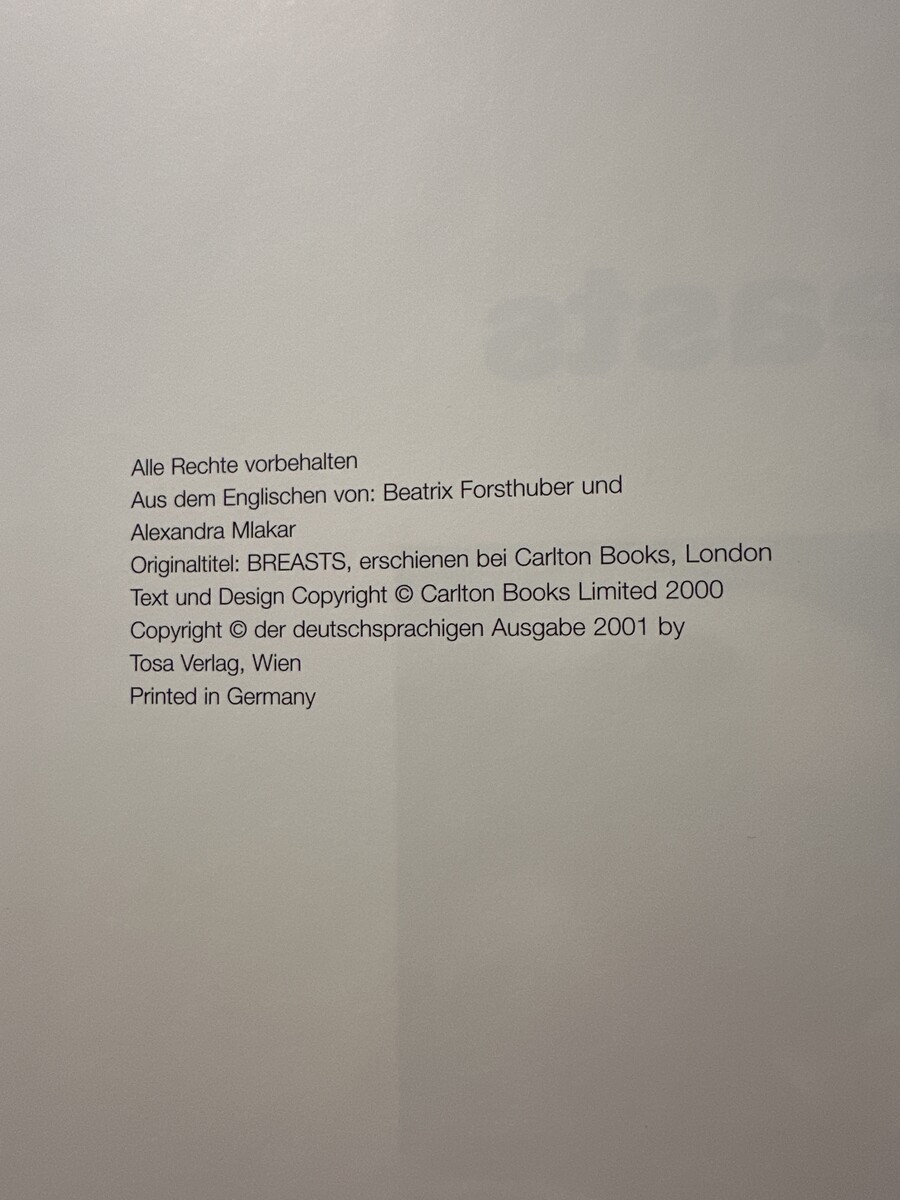 easts
Alle Rechte vorbehalten
Aus dem Englischen von: Beatrix Forsthuber und
Alexandra Mlakar
Originaltitel: BREASTS, erschienen bei Carlton Books, London
Text und Design Copyright © Carlton Books Limited 2000
Copyright © der deutschsprachigen Ausgabe 2001 by
Tosa Verlag, Wien
Printed in Germany